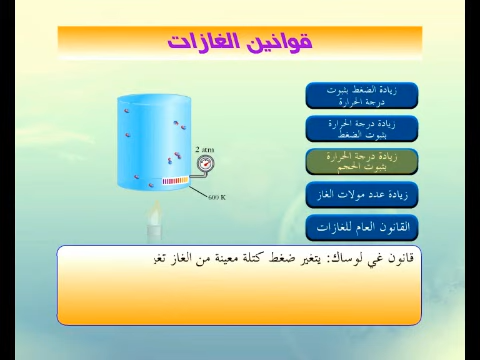 قوانين الغازات
زيادة الضغط بثبوت
درجة الحرارة
زيادة درجة الحرارة
بثبوت الضغط
زيادة درجة الحرارة
بثبوت الحجم
زيادة عدد مولات الغاز
القانون العام للغازات
2 atm
600 K
قانون غي لوساك: يتغير ضغط كتلة معينة من الغاز تغي